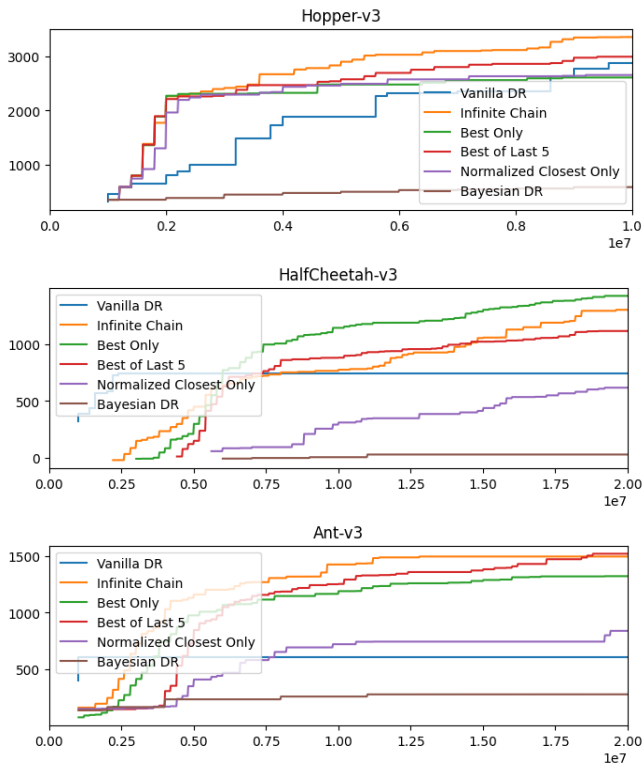 Hopper-v3
3000
2000
1000
Vanilla DR
Infinite Chain
Best Only
Best of Last 5
Normalized Closest Only
Bayesian DR
0.0 0.2 0.4 0.6 0.8 1.0
1e7
HalfCheetah-v3
1000
500
0
Vanilla DR
Infinite Chain
Best Only
Best of Last 5
Normalized Closest Only
Bayesian DR
0.00 0.25 0.50 0.75 1.00 1.25 1.50 1.75 2.00
1e7
Ant-v3
1500
1000
500
Vanilla DR
Infinite Chain
Best Only
Best of Last 5
Normalized Closest Only
Bayesian DR
0.00 0.25 0.50 0.75 1.00 1.25 1.50 1.75 2.00
1e7